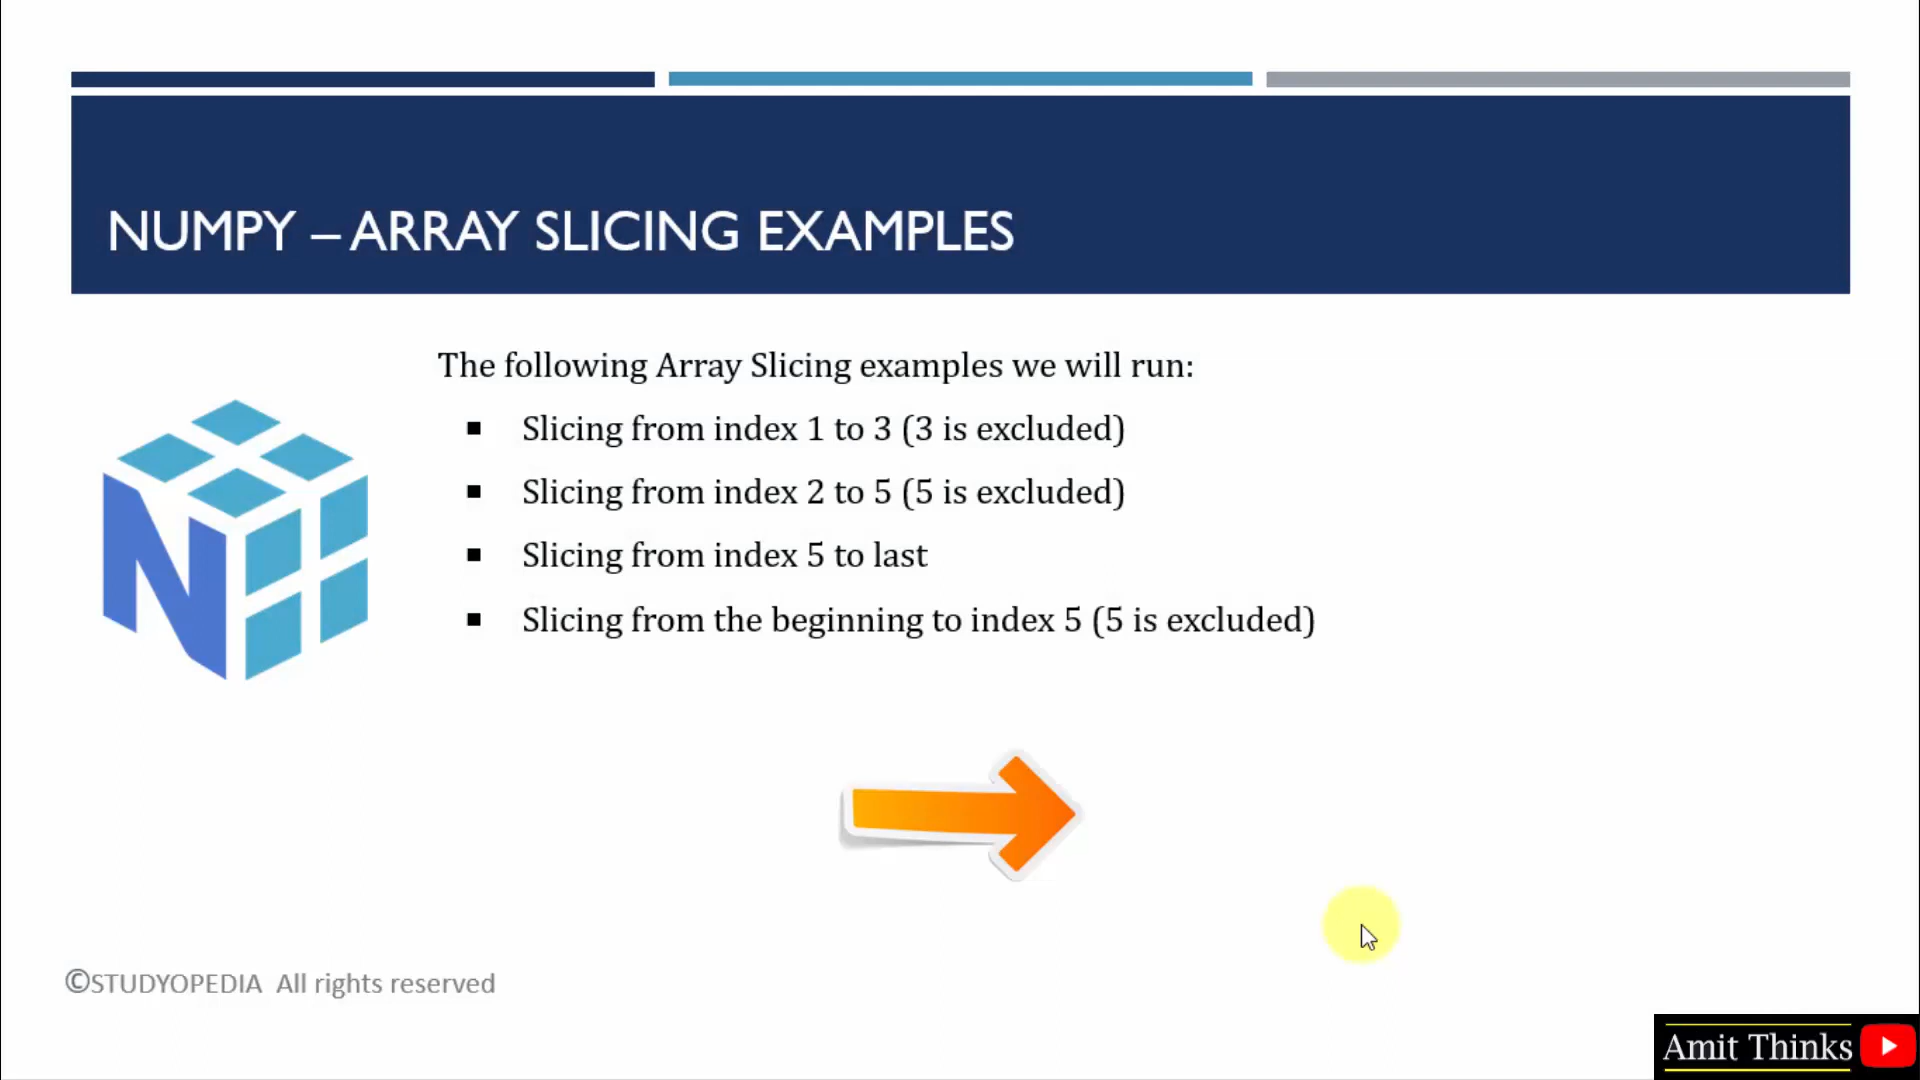 NUMPY – ARRAY SLICING EXAMPLES
The following Array Slicing examples we will run:
▪ Slicing from index 1 to 3 (3 is excluded)
▪ Slicing from index 2 to 5 (5 is excluded)
▪ Slicing from index 5 to last
▪ Slicing from the beginning to index 5 (5 is excluded)
©STUDYOPEDIA All rights reserved
Amit Thinks